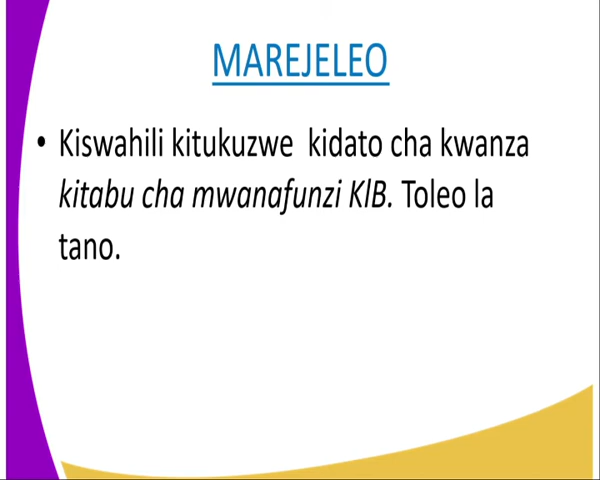 MAREJELEO
• Kiswahili kitukuzwe kidato cha kwanza
kitabu cha mwanafunzi KlB. Toleo la
tano.